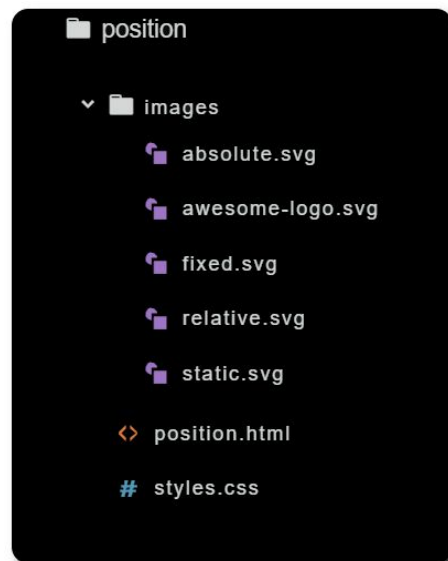 position
images
absolute.svg
awesome-logo.svg
fixed.svg
relative.svg
static.svg
<> position.html
# styles.css